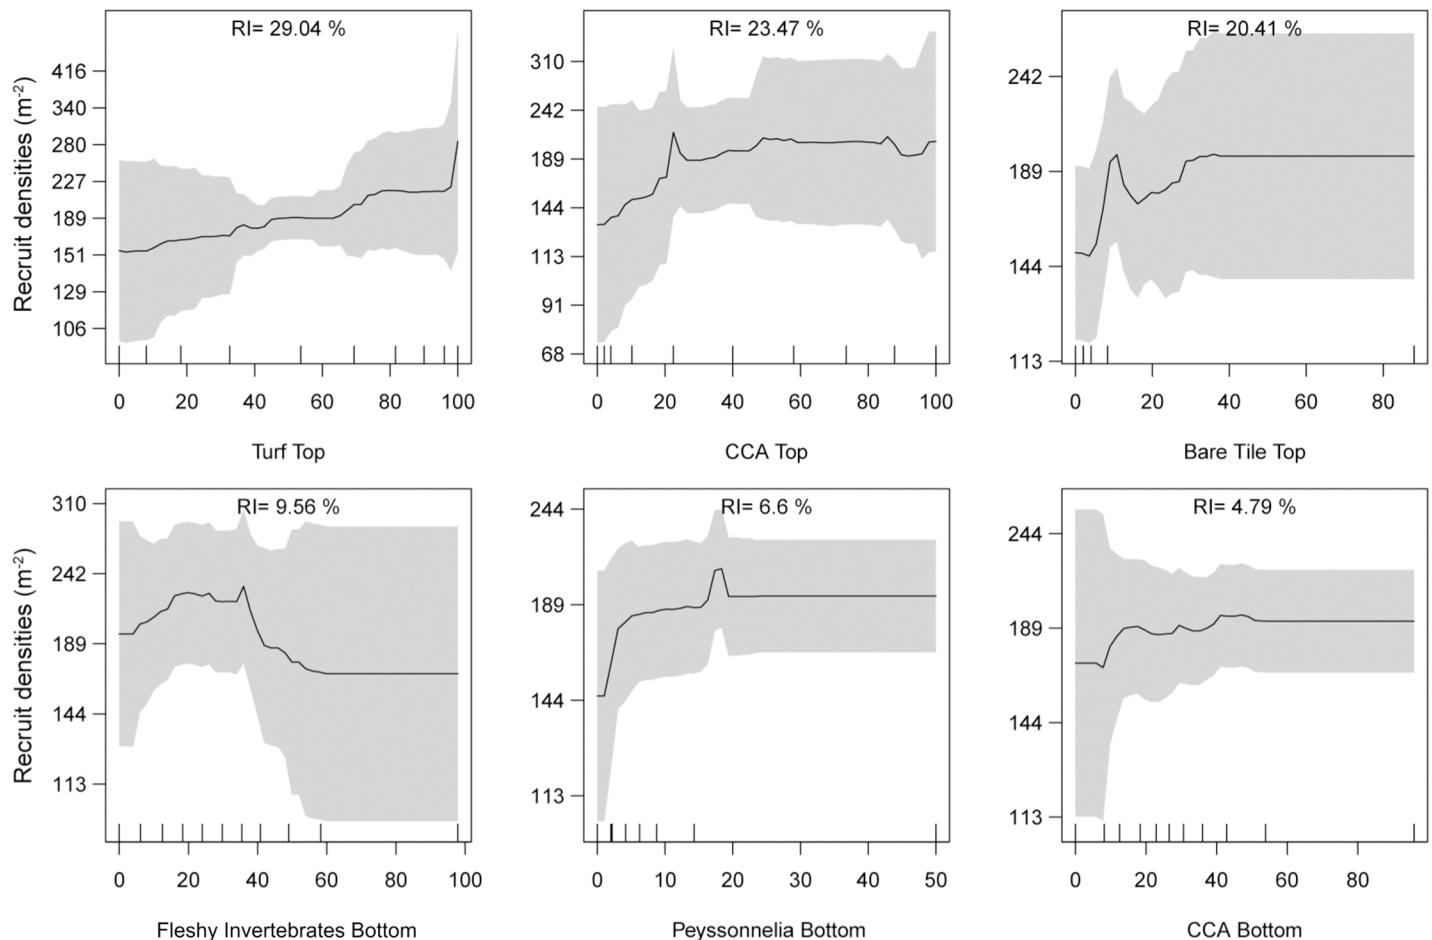 RI= 29.04 %
RI= 23.47 %
RI= 20.41 %
Recruit densities (m-2)
416
340
280
227
189
151
129
106
310
242
189
144
113
91
68
242
189
144
113
0 20 40 60 80 100
0 20 40 60 80 100
0 20 40 60 80
Turf Top
CCA Top
Bare Tile Top
RI= 9.56 %
RI= 6.6 %
RI= 4.79 %
Recruit densities (m-2)
310
242
189
144
113
244
189
144
113
244
189
144
113
0 20 40 60 80 100
0 10 20 30 40 50
0 20 40 60 80
Fleshy Invertebrates Bottom
Peyssonnelia Bottom
CCA Bottom